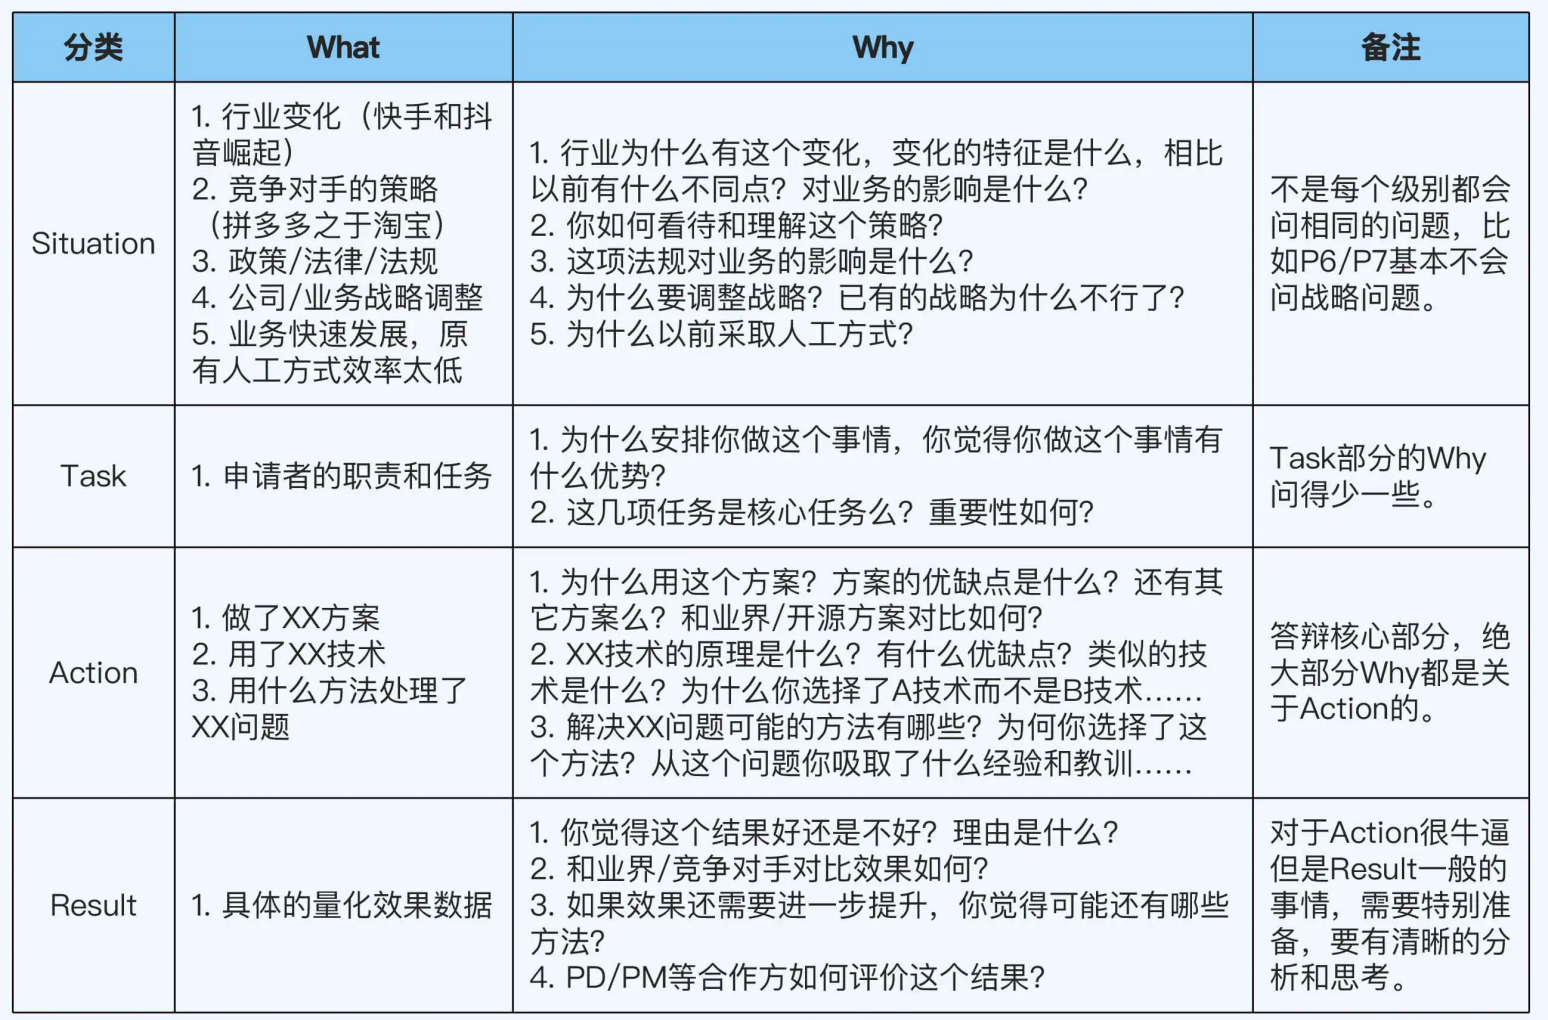 分类
What
Why
备注
Situation
1. 行业变化（快手和抖
音崛起）
2. 竞争对手的策略
（拼多多之于淘宝）
3. 政策/法律/法规
4. 公司/业务战略调整
5. 业务快速发展，原
有人工方式效率太低
1. 行业为什么有这个变化，变化的特征是什么，相比
以前有什么不同点？对业务的影响是什么？
2. 你如何看待和理解这个策略？
3. 这项法规对业务的影响是什么？
4. 为什么要调整战略？已有的战略为什么不行了？
5. 为什么以前采取人工方式？
不是每个级别都会
问相同的问题，比
如P6/P7基本不会
问战略问题。
Task
1. 申请者的职责和任务
1. 为什么安排你做这个事情，你觉得你做这个事情有
什么优势？
2. 这几项任务是核心任务么？重要性如何？
Task部分的Why
问得少一些。
Action
1. 做了XX方案
2. 用了XX技术
3. 用什么方法处理了
XX问题
1. 为什么用这个方案？方案的优缺点是什么？还有其
它方案么？和业界/开源方案对比如何？
2. XX技术的原理是什么？有什么优缺点？类似的技
术是什么？为什么你选择了A技术而不是B技术……
3. 解决XX问题可能的方法有哪些？为何你选择了这
个方法？从这个问题你吸取了什么经验和教训……
答辩核心部分，绝
大部分Why都是关
于Action的。
Result
1. 具体的量化效果数据
1. 你觉得这个结果好还是不好？理由是什么？
2. 和业界/竞争对手对比效果如何？
3. 如果效果还需要进一步提升，你觉得可能还有哪些
方法？
4. PD/PM等合作方如何评价这个结果？
对于Action很牛逼
但是Result一般的
事情，需要特别准
备，要有清晰的分
析和思考。